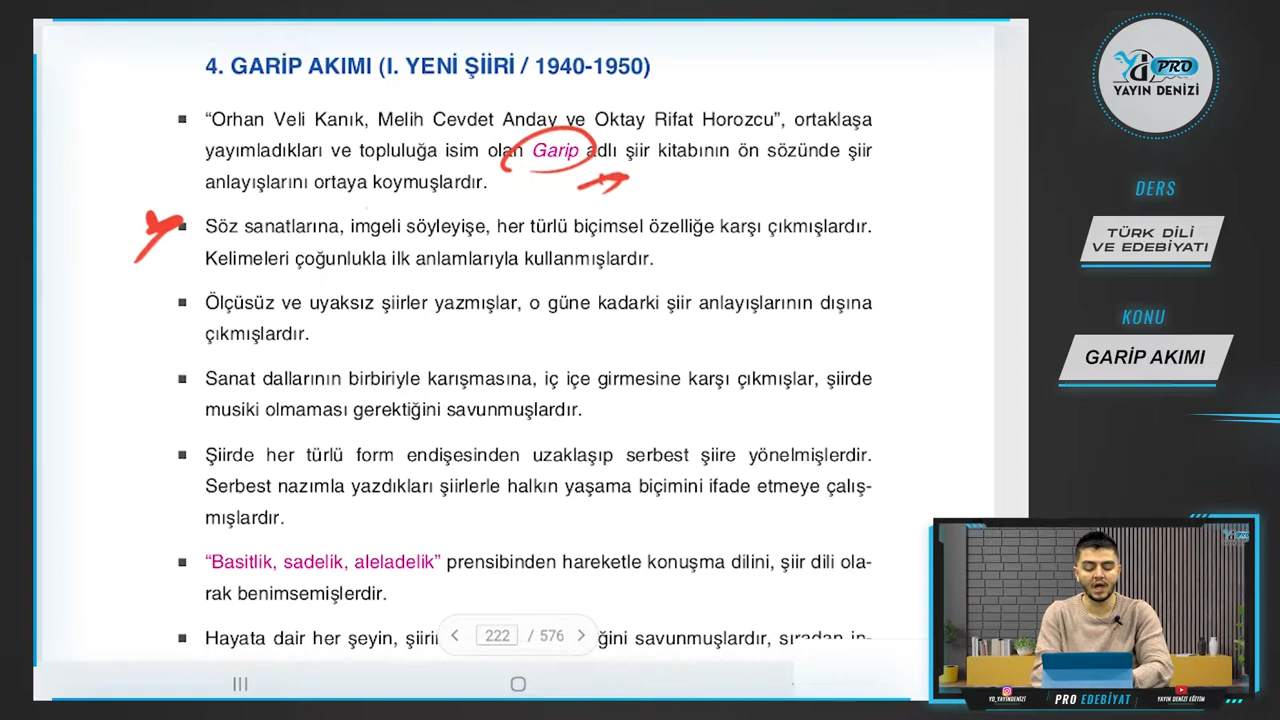 4. GARİP AKIMI (I. YENİ ŞİİRİ / 1940-1950)
▪ “Orhan Veli Kanık, Melih Cevdet Anday ve Oktay Rifat Horozcu”, ortaklaşa
yayımladıkları ve topluluğa isim olan Garip adlı şiir kitabının ön sözünde şiir
anlayışlarını ortaya koymuşlardır.
▪ Söz sanatlarına, imgeli söyleyişe, her türlü biçimsel özelliğe karşı çıkmışlardır.
Kelimeleri çoğunlukla ilk anlamlarıyla kullanmışlardır.
▪ Ölçüsüz ve uyaksız şiirler yazmışlar, o güne kadarki şiir anlayışlarının dışına
çıkmışlardır.
▪ Sanat dallarının birbiriyle karışmasına, iç içe girmesine karşı çıkmışlar, şiirde
musiki olmaması gerektiğini savunmuşlardır.
▪ Şiirde her türlü form endişesinden uzaklaşıp serbest şiire yönelmişlerdir.
Serbest nazımla yazdıkları şiirlerle halkın yaşama biçimini ifade etmeye çalış-
mışlardır.
▪ “Basitlik, sadelik, aleladelik” prensibinden hareketle konuşma dilini, şiir dili ola-
rak benimsemişlerdir.
▪ Hayata dair her şeyin, savunmuşlardır,
222 / 576
PRO
YAYIN DENİZİ
DERS
TÜRK DİLİ
VE EDEBİYATI
KONU
GARİP AKIMI
YD_YAYINDENIZI
PRO EDEBİYAT
YAYIN DENİZİ EĞİTİM